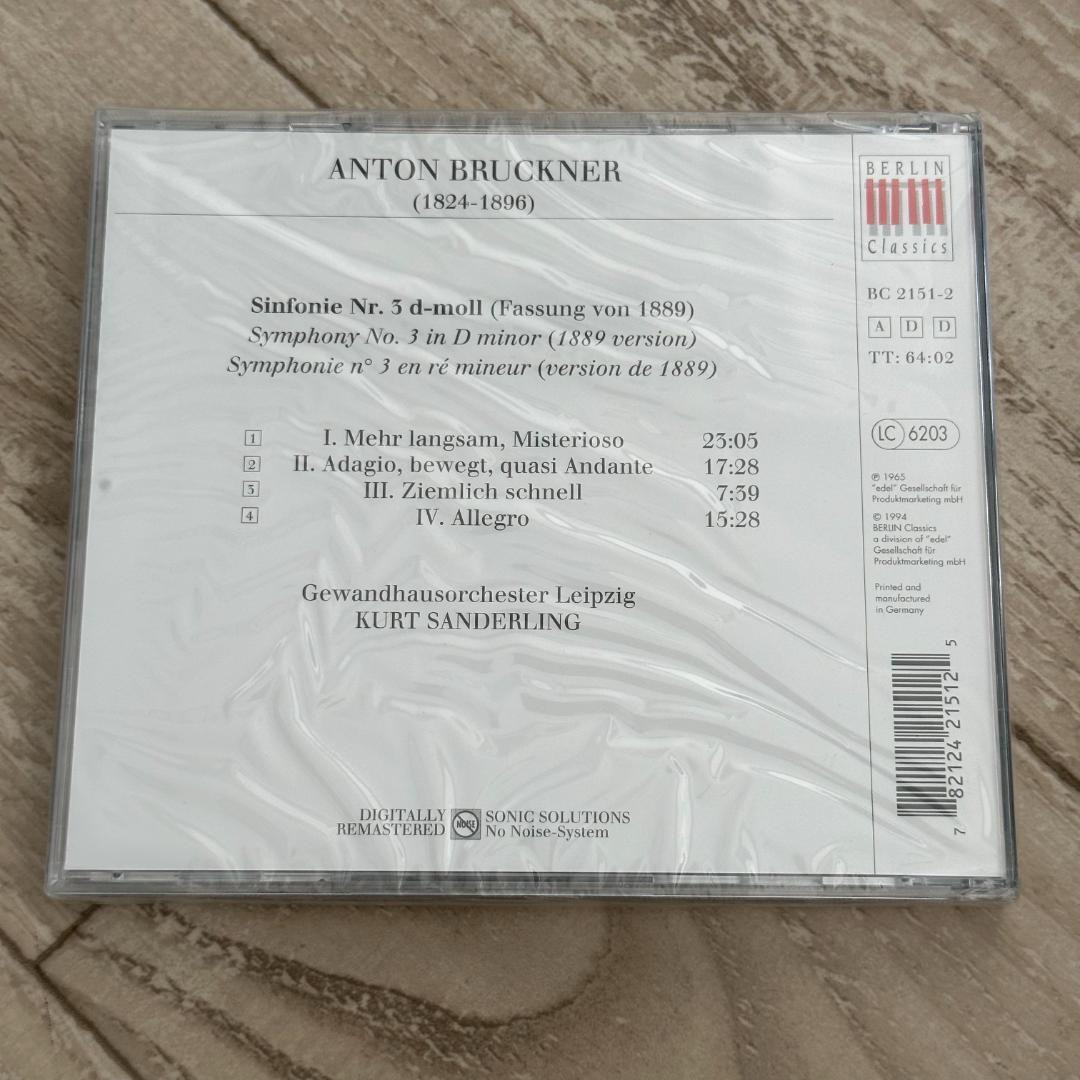 ANTON BRUCKNER
(1824-1896)
Sinfonie Nr. 3 d-moll (Fassung von 1889)
Symphony No. 3 in D minor (1889 version)
Symphonie n° 3 en ré mineur (version de 1889)
1 I. Mehr langsam, Misterioso 23:05
2 II. Adagio, bewegt, quasi Andante 17:28
3 III. Ziemlich schnell 7:39
4 IV. Allegro 15:28
Gewandhausorchester Leipzig
KURT SANDERLING
DIGITALLY
REMASTERED
NOISE
SONIC SOLUTIONS
No Noise-System
BERLIN
Classics
BC 2151-2
A D D
TT: 64:02
LC 6203
℗ 1965
"edel" Gesellschaft für
Produktmarketing mbH
© 1994
BERLIN Classics
a division of "edel"
Gesellschaft für
Produktmarketing mbH
Printed and
manufactured
in Germany
7 82124 21512 5